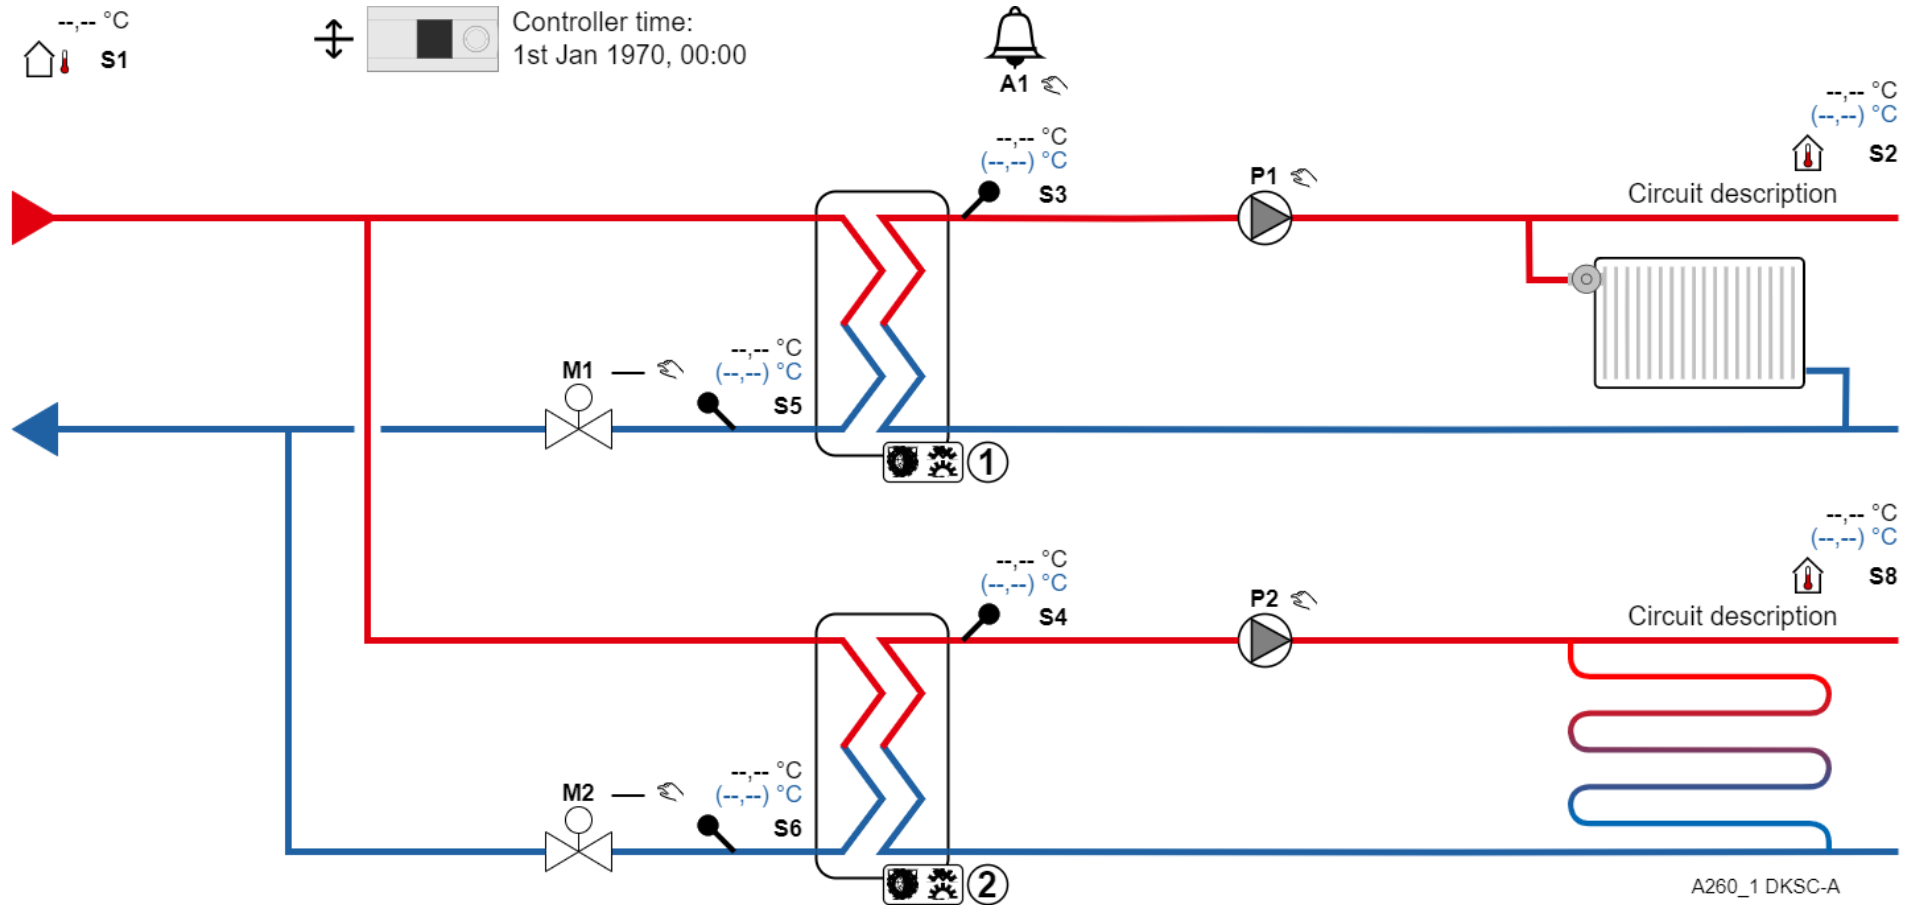 --,-- °C
S1
Controller time:
1st Jan 1970, 00:00
A1
--,-- °C
(--,--) °C
S2
Circuit description
--,-- °C
(--,--) °C
S3
P1
M1
--,-- °C
(--,--) °C
S5
1
--,-- °C
(--,--) °C
S8
Circuit description
--,-- °C
(--,--) °C
S4
P2
M2
--,-- °C
(--,--) °C
S6
2
A260_1 DKSC-A